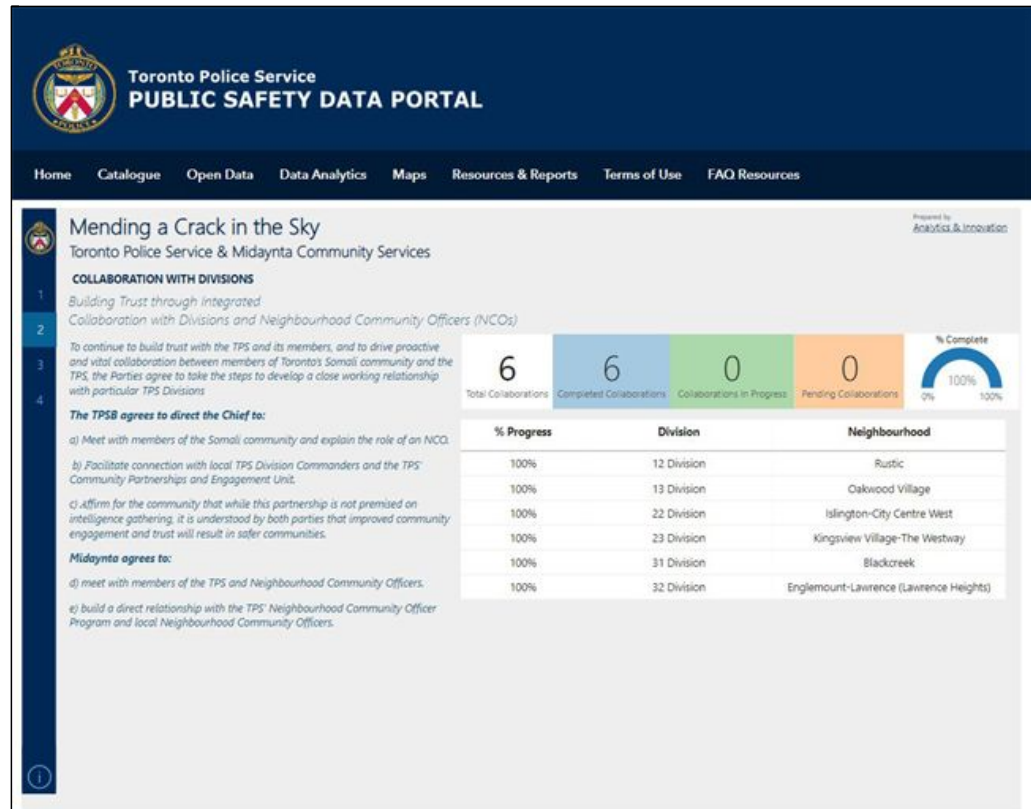 Toronto Police Service
PUBLIC SAFETY DATA PORTAL
Home Catalogue Open Data Data Analytics Maps Resources & Reports Terms of Use FAQ Resources
Mending a Crack in the Sky
Toronto Police Service & Midaynta Community Services
Prepared by
Analytics & Innovation
COLLABORATION WITH DIVISIONS
Building Trust through Integrated
Collaboration with Divisions and Neighbourhood Community Officers (NCOs)
1
2
3
4
To continue to build trust with the TPS and its members, and to drive proactive
and vital collaboration between members of Toronto's Somali community and the
TPS, the Parties agree to take the steps to develop a close working relationship
with particular TPS Divisions
The TPSB agrees to direct the Chief to:
a) Meet with members of the Somali community and explain the role of an NCO.
b) Facilitate connection with local TPS Division Commanders and the TPS'
Community Partnerships and Engagement Unit.
c) Affirm for the community that while this partnership is not premised on
intelligence gathering, it is understood by both parties that improved community
engagement and trust will result in safer communities.
Midaynta agrees to:
d) meet with members of the TPS and Neighbourhood Community Officers.
e) build a direct relationship with the TPS' Neighbourhood Community Officer
Program and local Neighbourhood Community Officers.
6
Total Collaborations
6
Completed Collaborations
0
Collaborations In Progress
0
Pending Collaborations
% Complete
100%
0% 100%
% Progress Division Neighbourhood
100% 12 Division Rustic
100% 13 Division Oakwood Village
100% 22 Division Islington-City Centre West
100% 23 Division Kingsview Village-The Westway
100% 31 Division Blackcreek
100% 32 Division Englemount-Lawrence (Lawrence Heights)
POLICE
i